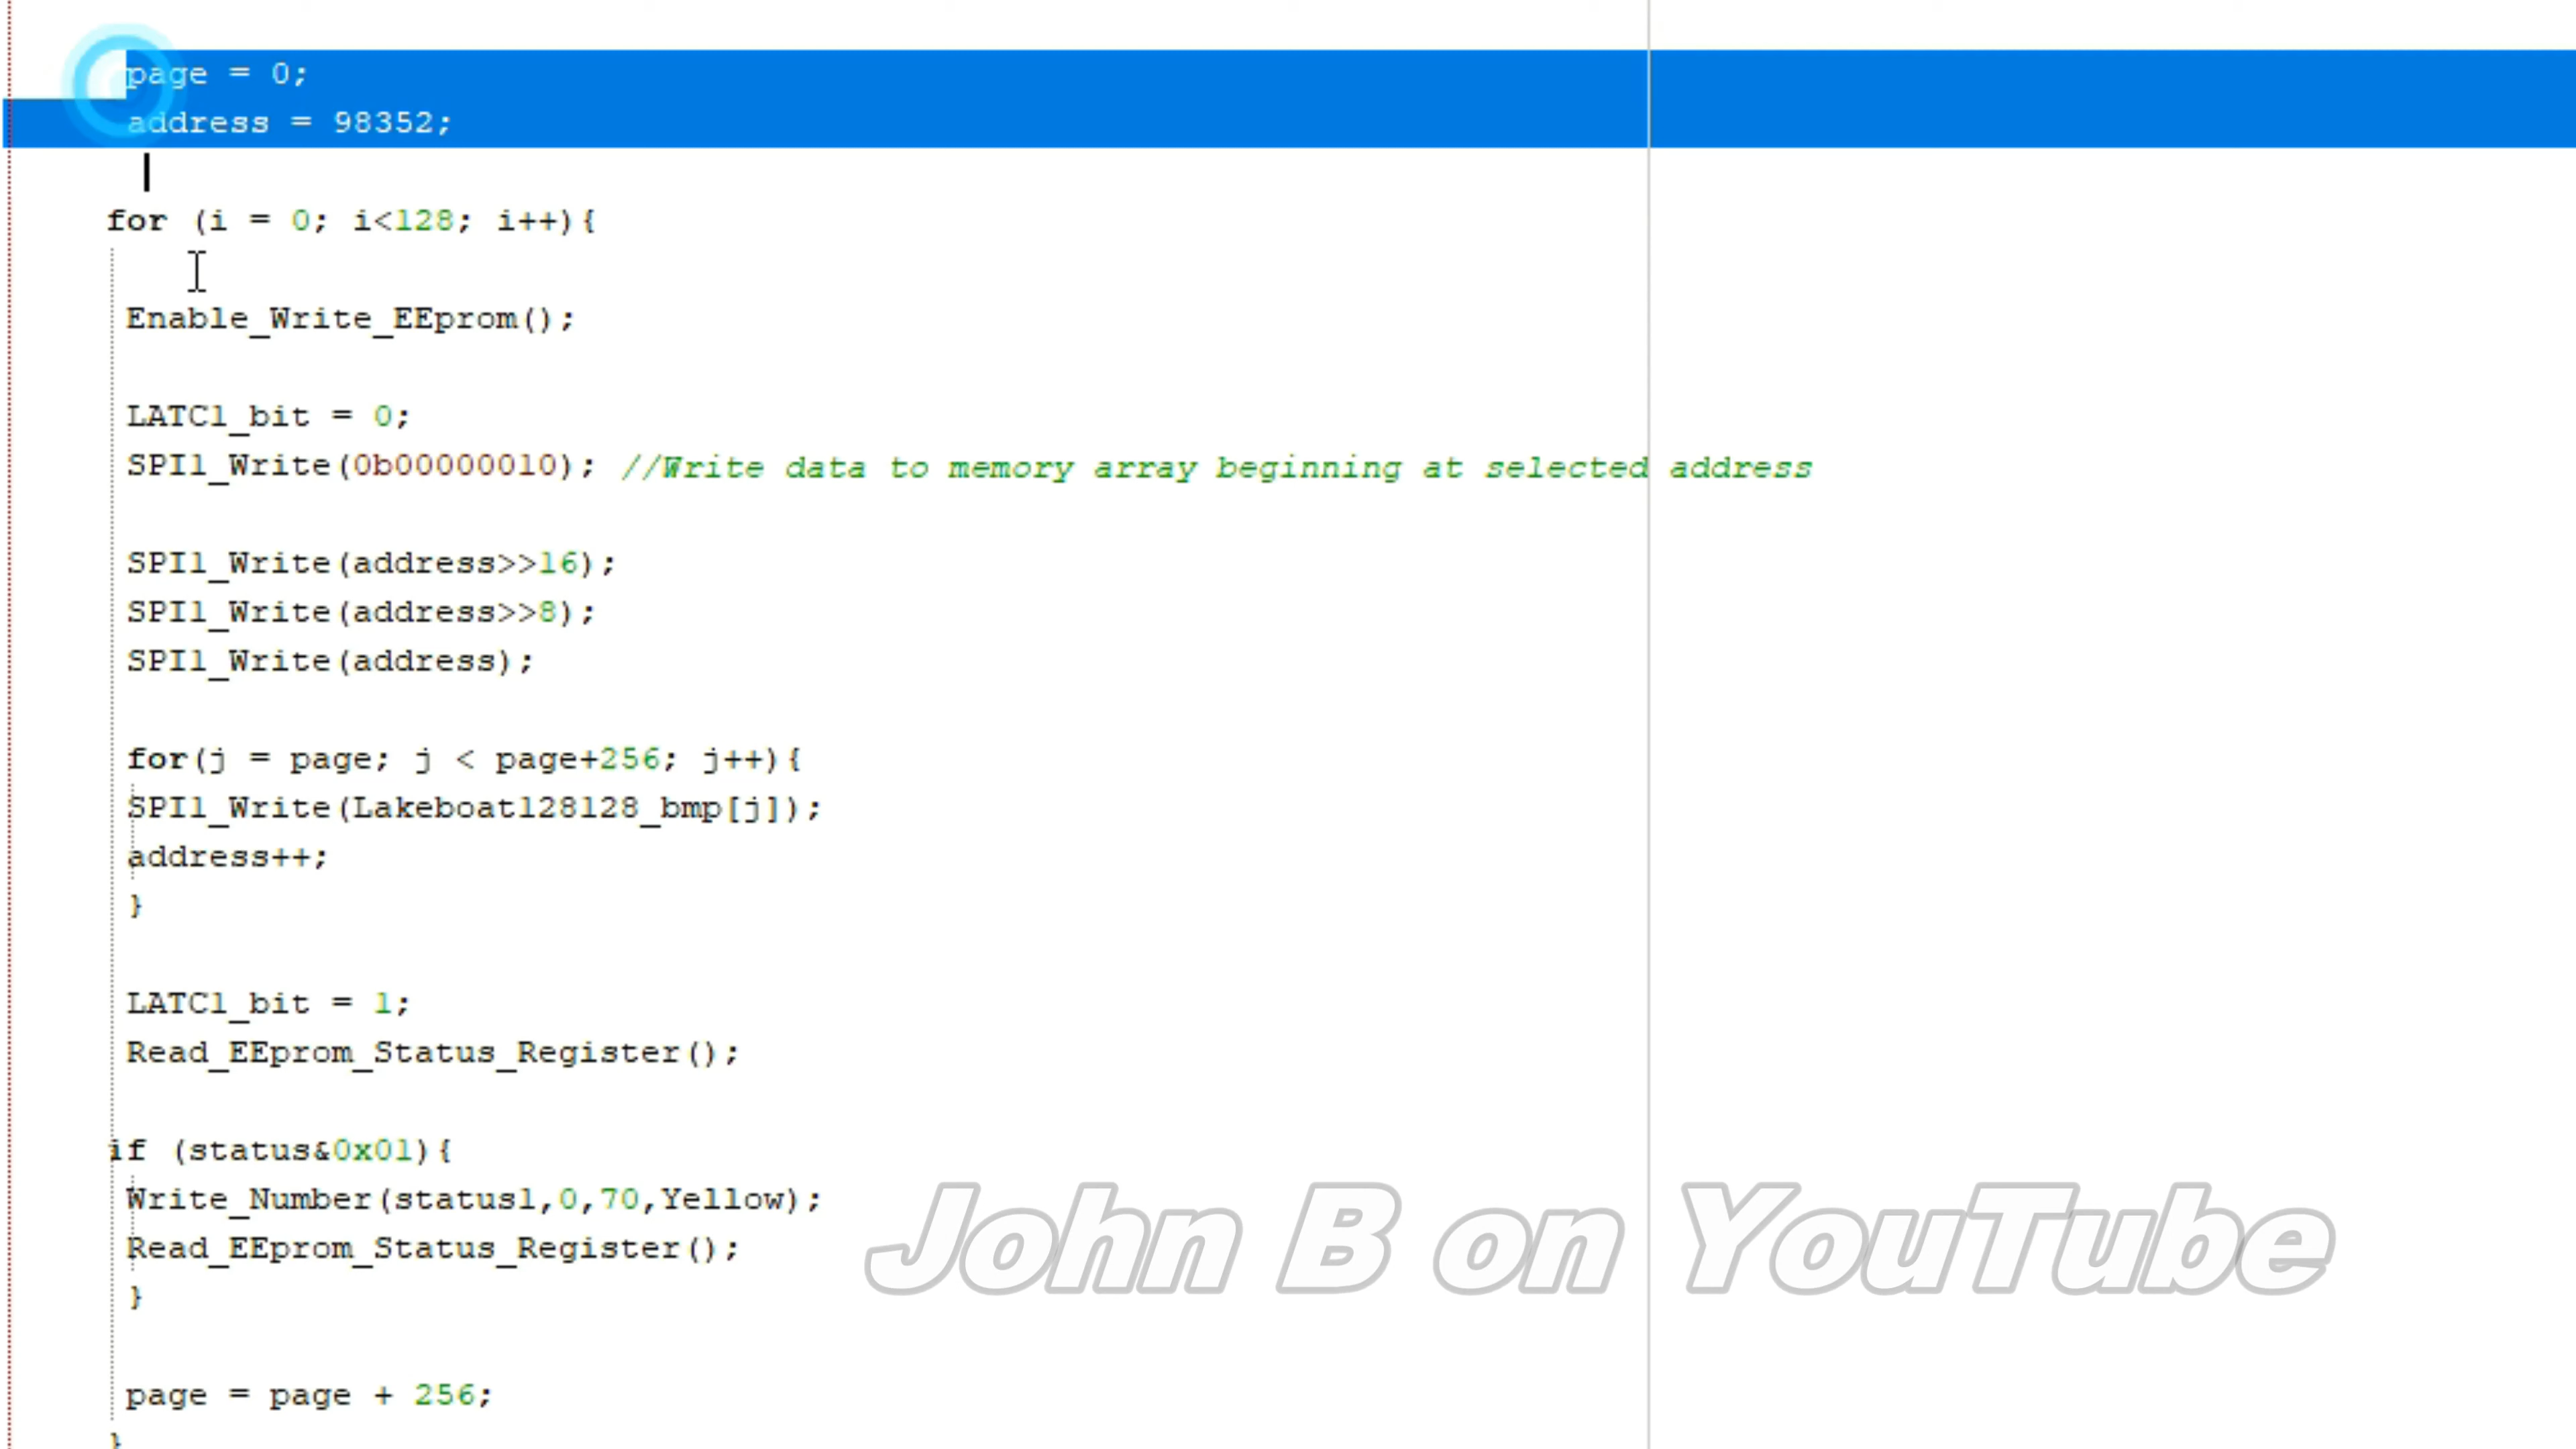 page = 0;
address = 98352;
for (i = 0; i<128; i++){
Enable_Write_EEprom();
LATC1_bit = 0;
SPI1_Write(0b00000010); //Write data to memory array beginning at selected address
SPI1_Write(address>>16);
SPI1_Write(address>>8);
SPI1_Write(address);
for(j = page; j < page+256; j++){
SPI1_Write(Lakeboat128128_bmp[j]);
address++;
}
LATC1_bit = 1;
Read_EEprom_Status_Register();
if (status&0x01){
Write_Number(status1,0,70,Yellow);
Read_EEprom_Status_Register();
}
John B on YouTube
page = page + 256;
}